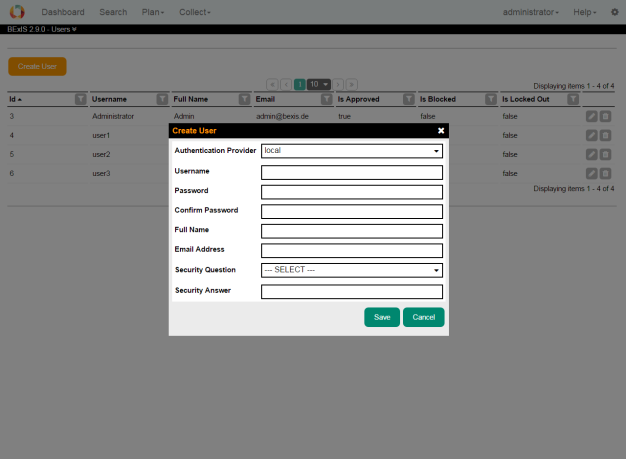 Dashboard Search Plan Collect administrator Help
BExIS 2.9.0 - Users
Create User
1 10 Displaying items 1 - 4 of 4
Id Username Full Name Email Is Approved Is Blocked Is Locked Out
3 Administrator Admin admin@bexis.de true false false
4 user1 false
5 user2 false
6 user3 false
Displaying items 1 - 4 of 4
Create User
Authentication Provider local
Username
Password
Confirm Password
Full Name
Email Address
Security Question --- SELECT ---
Security Answer
Save Cancel